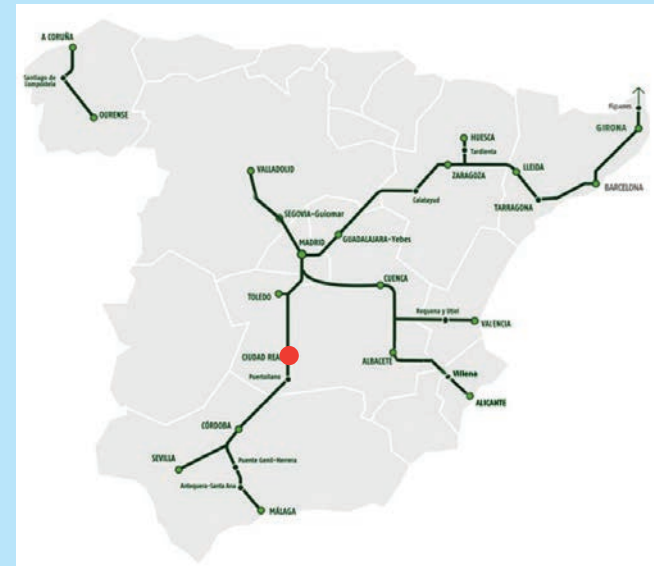 A CORUÑA
Santiago de
Compostela
OURENSE
VALLADOLID
SEGOVIA-Guiomar
MADRID
GUADALAJARA-Yebes
Calatayud
ZARAGOZA
HUESCA
Tardienta
LLEIDA
TARRAGONA
BARCELONA
GIRONA
Figueres
TOLEDO
CUENCA
Requena y Utiel
VALENCIA
ALBACETE
Villena
ALICANTE
CIUDAD REA
Puertollano
CÓRDOBA
SEVILLA
Puente Genil-Herrera
Antequera-Santa Ana
MÁLAGA